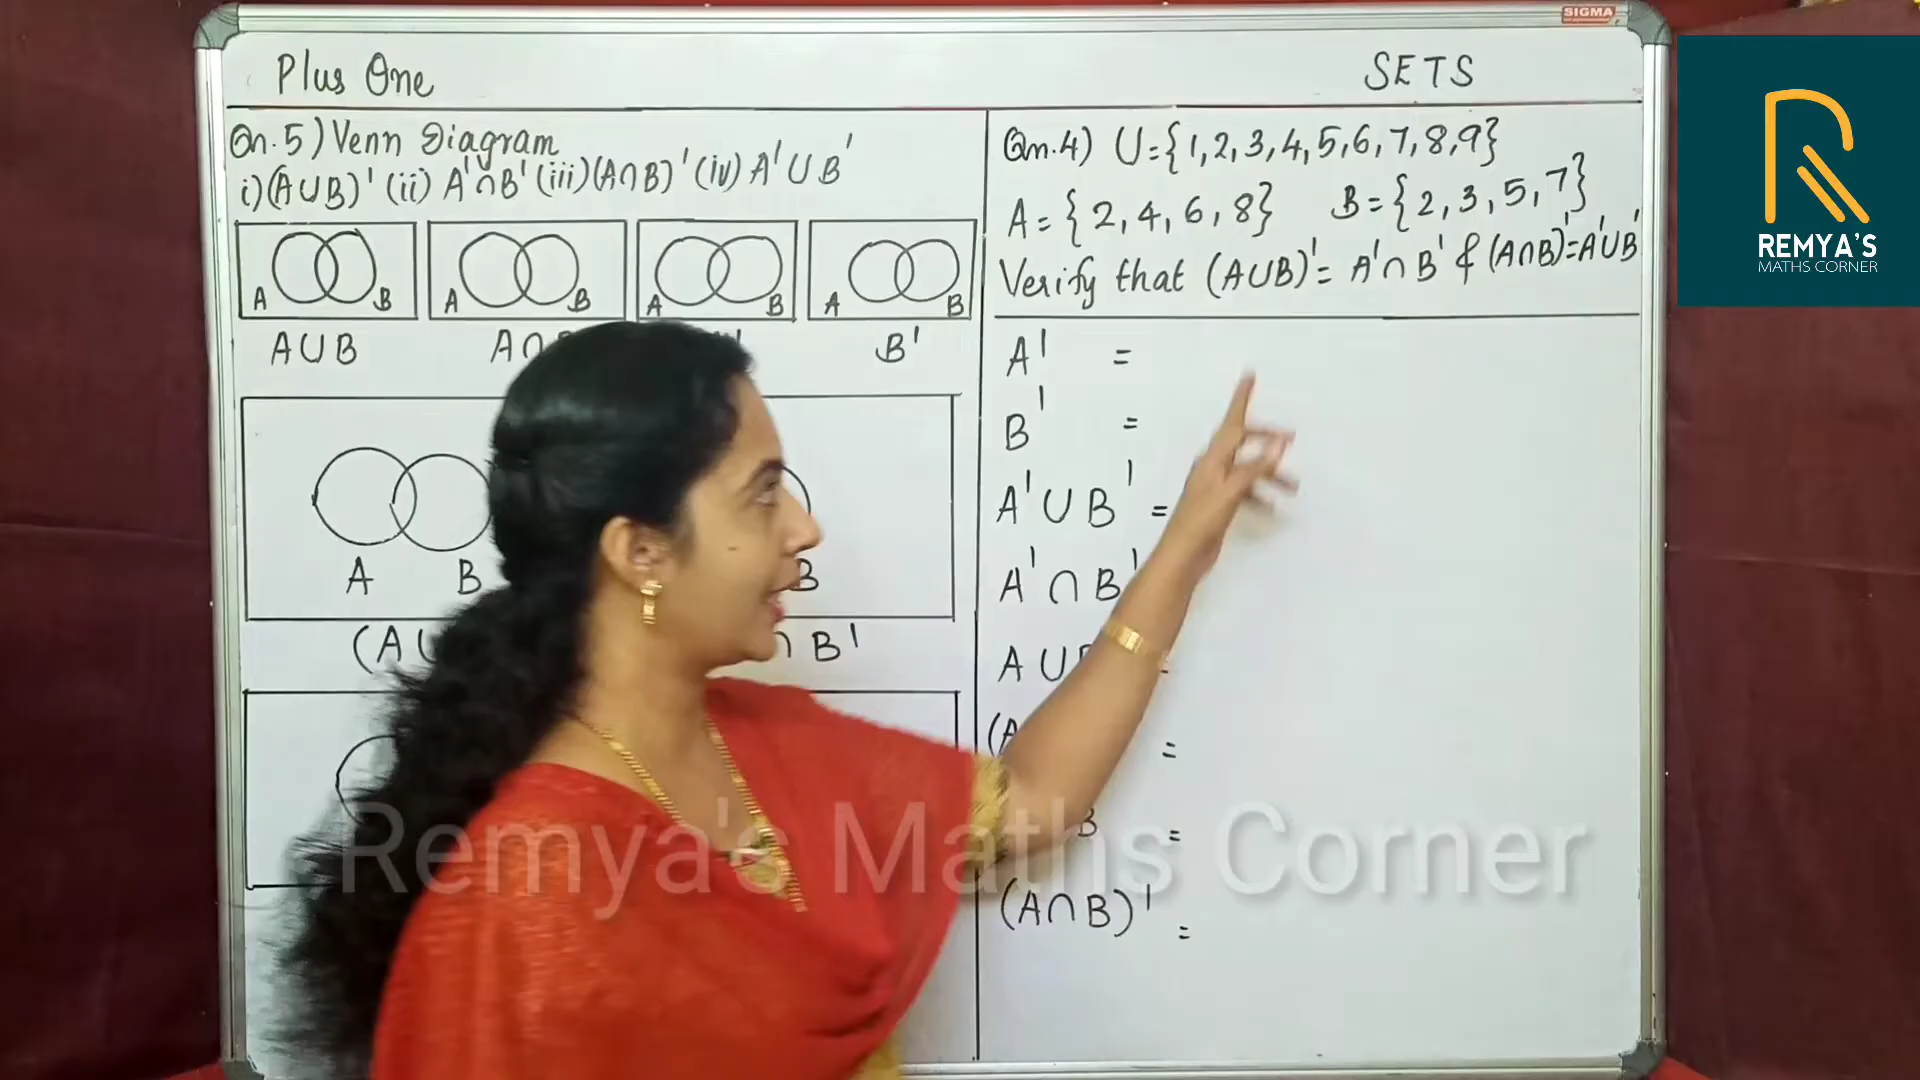 SIGMA
Plus One
SETS
Qn.5) Venn Diagram
i) (A∪B)' (ii) A'∩B' (iii) (A∩B)' (iv) A'∪B'
A B
A B
A B
A B
A∪B
B'
A B
B
B'
Qn.4) U={1,2,3,4,5,6,7,8,9}
A={2,4,6,8} B={2,3,5,7}
Verify that (A∪B)'=A'∩B' & (A∩B)'=A'∪B'
A' =
B' =
A'∪B' =
A'∩B'
A∪
=
B =
(A∩B)' =
REMYA'S
MATHS CORNER
Remya's Maths Corner